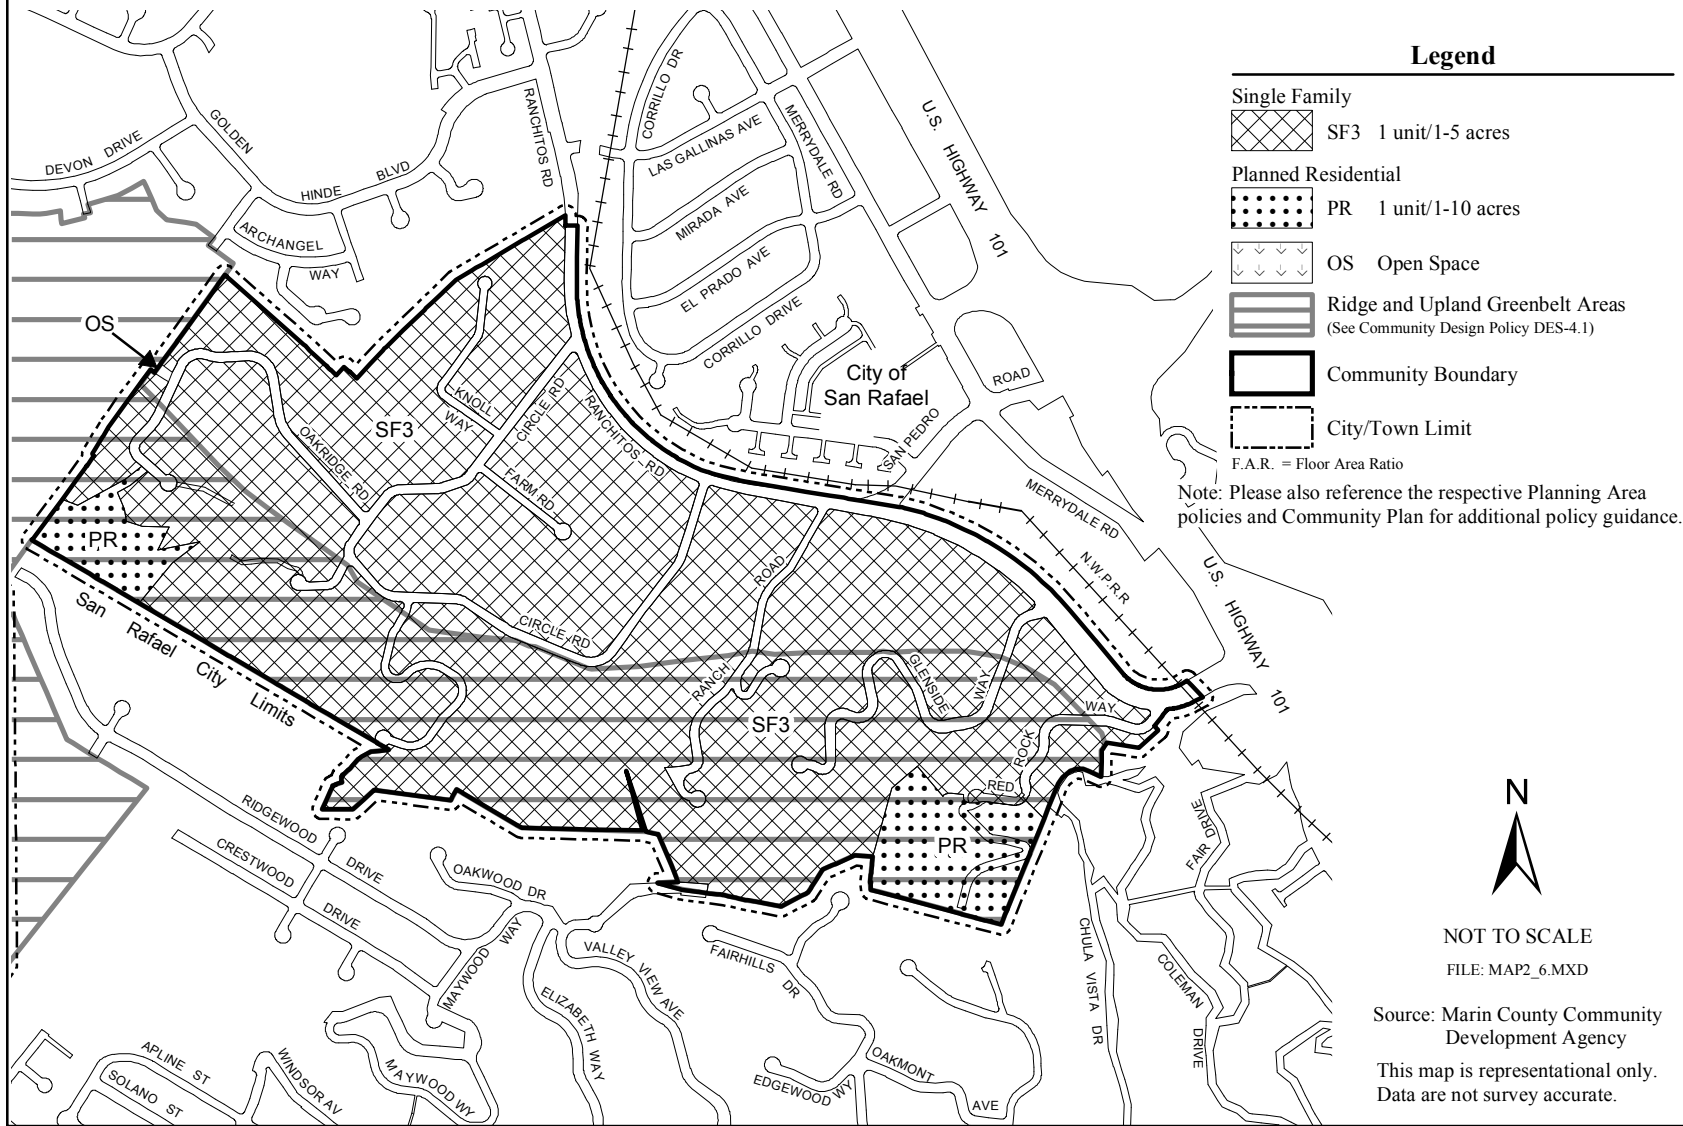 Legend
Single Family
SF3 1 unit/1-5 acres
Planned Residential
PR 1 unit/1-10 acres
OS Open Space
Ridge and Upland Greenbelt Areas
(See Community Design Policy DES-4.1)
Community Boundary
City/Town Limit
F.A.R. = Floor Area Ratio
Note: Please also reference the respective Planning Area
policies and Community Plan for additional policy guidance.
N
NOT TO SCALE
FILE: MAP2_6.MXD
Source: Marin County Community
Development Agency
This map is representational only.
Data are not survey accurate.
DEVON DRIVE
GOLDEN
HINDE BLVD
ARCHANGEL
WAY
RANCHITOS RD
CORRILLO DR
LAS GALLINAS AVE
MERRYDALE RD
MIRADA AVE
EL PRADO AVE
CORRILLO DRIVE
U.S. HIGHWAY 101
City of
San Rafael
ROAD
SAN PEDRO
MERRYDALE RD
N.W.P.R.R
U.S. HIGHWAY 101
OS
SF3
KNOLL
WAY
CIRCLE RD
RANCHITOS RD
OAKRIDGE RD
FARM RD
PR
CIRCLE RD
ROAD
RANCH
GLENSIDE
WAY
SF3
WAY
ROCK
RED
PR
San Rafael City Limits
RIDGEWOOD
DRIVE
CRESTWOOD
DRIVE
OAKWOOD DR
MAYWOOD WAY
VALLEY VIEW AVE
ELIZABETH WAY
FAIRHILLS
DR
CHULA VISTA DR
FAIR DRIVE
COLEMAN
DRIVE
APLINE ST
SOLANO ST
WINDSOR AV
MAYWOOD WY
EDGEWOOD WY
OAKMONT
AVE